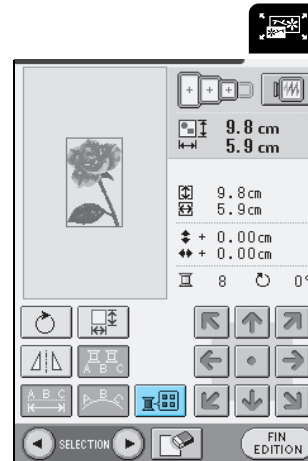 9.8 cm
5.9 cm
9.8cm
5.9cm
+ 0.00cm
+ 0.00cm
8 0°
A B C
A B C
A B C
SELECTION
FIN
EDITION